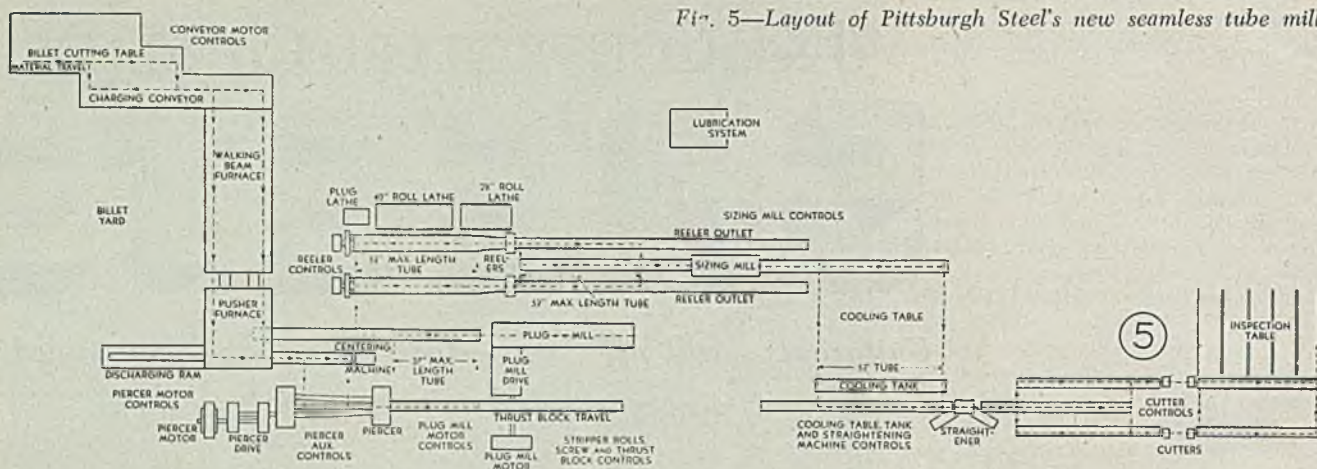 Fig. 5—Layout of Pittsburgh Steel's new seamless tube mill
CONVEYOR MOTOR
CONTROLS
BILLET CUTTING TABLE
MATERIAL TRAVEL
CHARGING CONVEYOR
WALKING
BEAM
FURNACE
BILLET
YARD
LUBRICATION
SYSTEM
PLUG
LATHE
ROLL LATHE
28" ROLL
LATHE
SIZING MILL CONTROLS
REELER OUTLET
REELER
CONTROLS
MAX LENGTH
TUBE
REEL-
ERS
SIZING MILL
MAX LENGTH TUBE
REELER OUTLET
PUSHER
FURNACE
COOLING TABLE
PLUG MILL
CENTERING
MACHINE
MAX
LENGTH
TUBE
PLUG
MILL
DRIVE
DISCHARGING RAM
5
INSPECTION
TABLE
TUBE
COOLING TANK
PIERCER MOTOR
CONTROLS
PIERCER
MOTOR
PIERCER
DRIVE
PIERCER
AUX CONTROLS
PIERCER
PLUG MILL
MOTOR
CONTROLS
THRUST BLOCK TRAVEL
PLUG MILL
MOTOR
STRIPPER ROLLS,
SCREW AND THRUST
BLOCK CONTROLS
COOLING TABLE, TANK
AND STRAIGHTENING
MACHINE CONTROLS
STRAIGHT-
ENER
CUTTER
CONTROLS
CUTTERS